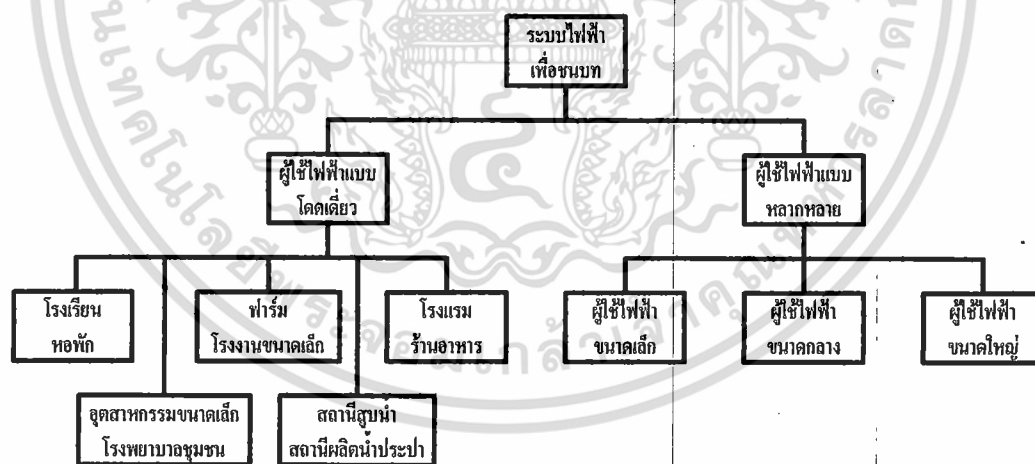 ระบบไฟฟ้า
เพื่อชนบท
ผู้ใช้ไฟฟ้าแบบ
โดดเดี่ยว
ผู้ใช้ไฟฟ้าแบบ
หลากหลาย
โรงเรียน
หอพัก
ฟาร์ม
โรงงานขนาดเล็ก
โรงแรม
ร้านอาหาร
ผู้ใช้ไฟฟ้า
ขนาดเล็ก
ผู้ใช้ไฟฟ้า
ขนาดกลาง
ผู้ใช้ไฟฟ้า
ขนาดใหญ่
อุตสาหกรรมขนาดเล็ก
โรงพยาบาลชุมชน
สถานีสูบน้ำ
สถานีผลิตน้ำประปา